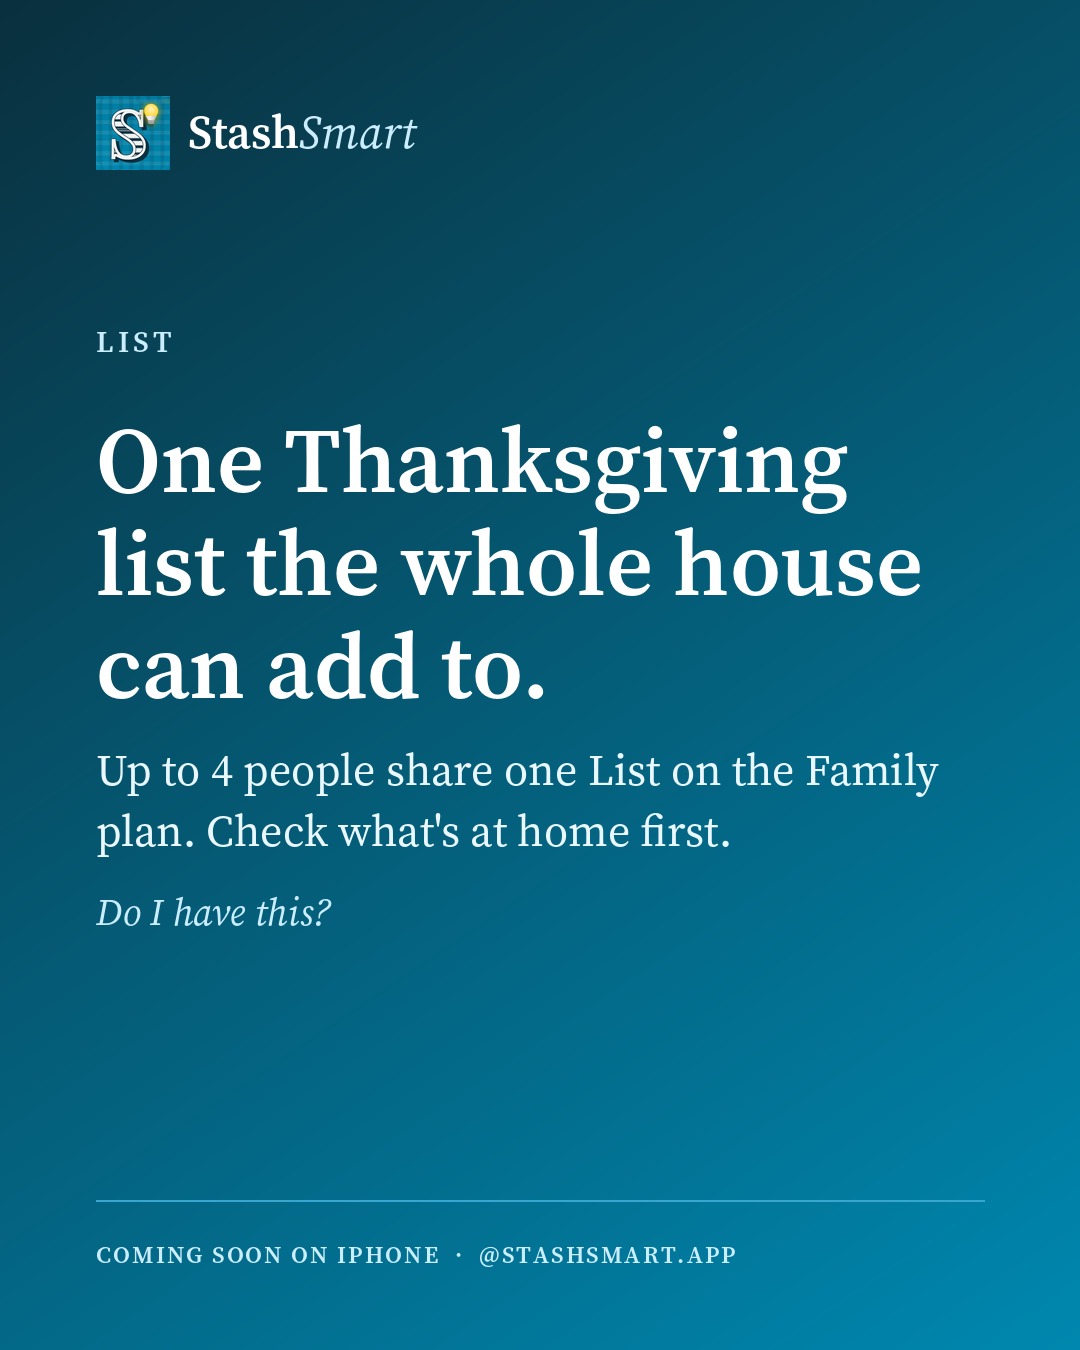 S
StashSmart
LIST
One Thanksgiving
list the whole house
can add to.
Up to 4 people share one List on the Family
plan. Check what's at home first.
Do I have this?
COMING SOON ON IPHONE · @STASHSMART.APP